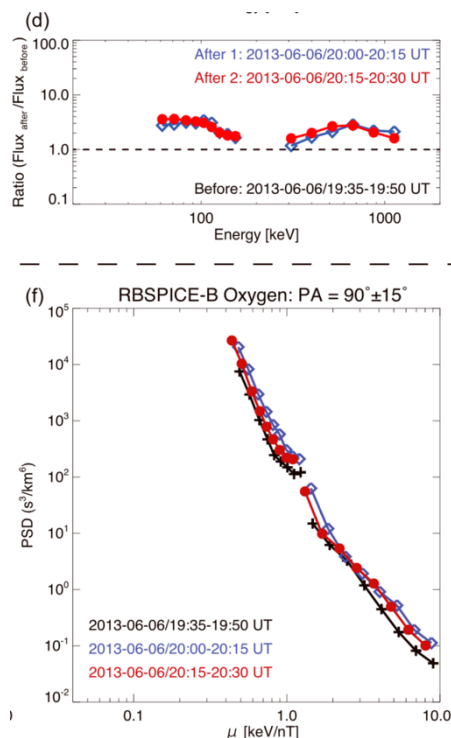 (d)
100.0
10.0
1.0
0.1
Ratio (Flux after/Flux before)
After 1: 2013-06-06/20:00-20:15 UT
After 2: 2013-06-06/20:15-20:30 UT
Before: 2013-06-06/19:35-19:50 UT
100
1000
Energy [keV]
(f)
RBSPICE-B Oxygen: PA = 90°±15°
10⁵
10⁴
10³
10²
10¹
10⁰
10⁻¹
10⁻²
PSD (s³/km⁶)
2013-06-06/19:35-19:50 UT
2013-06-06/20:00-20:15 UT
2013-06-06/20:15-20:30 UT
0.1
1.0
10.0
μ [keV/nT]